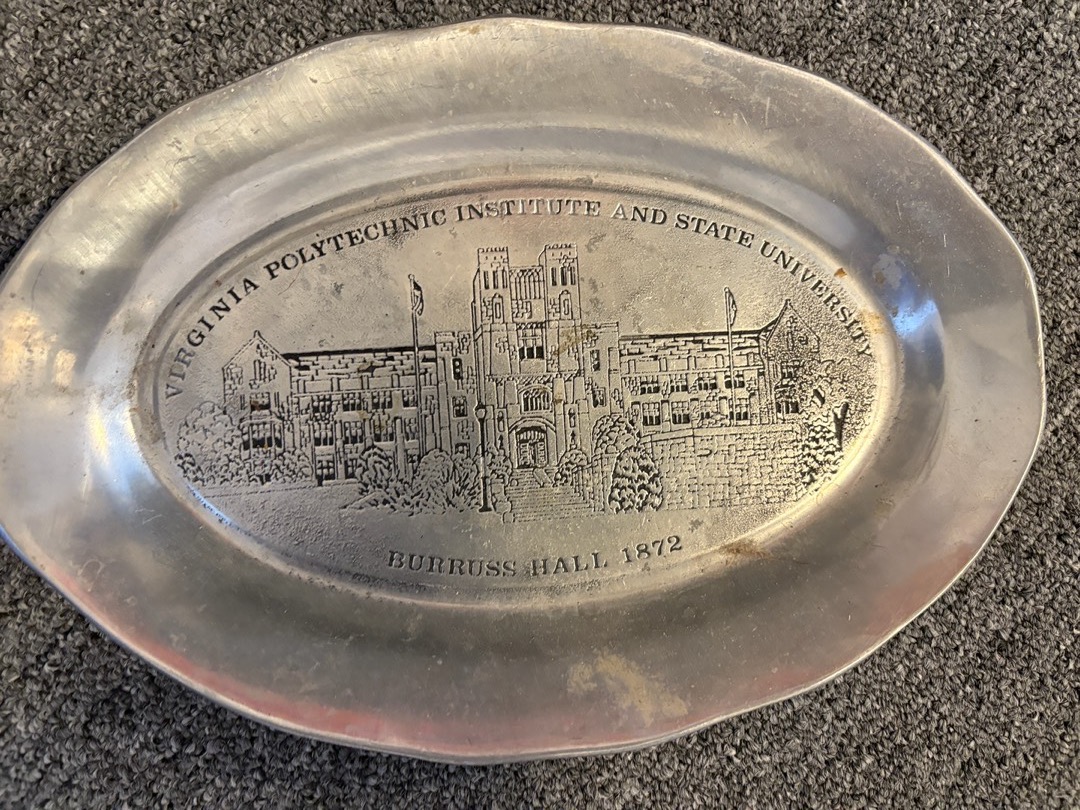 VIRGINIA POLYTECHNIC INSTITUTE AND STATE UNIVERSITY
BURRUSS HALL 1872